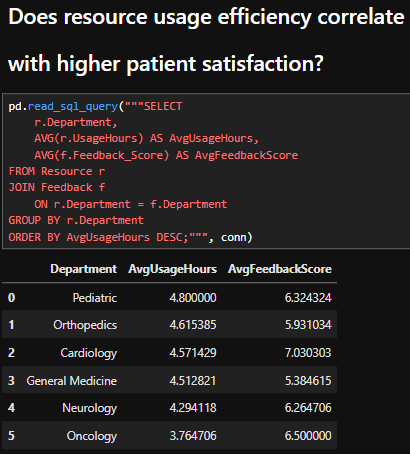 Does resource usage efficiency correlate
with higher patient satisfaction?
pd.read_sql_query("""SELECT
    r.Department,
    AVG(r.UsageHours) AS AvgUsageHours,
    AVG(f.Feedback_Score) AS AvgFeedbackScore
FROM Resource r
JOIN Feedback f
    ON r.Department = f.Department
GROUP BY r.Department
ORDER BY AvgUsageHours DESC;""", conn)
Department AvgUsageHours AvgFeedbackScore
0 Pediatric 4.800000 6.324324
1 Orthopedics 4.615385 5.931034
2 Cardiology 4.571429 7.030303
3 General Medicine 4.512821 5.384615
4 Neurology 4.294118 6.264706
5 Oncology 3.764706 6.500000